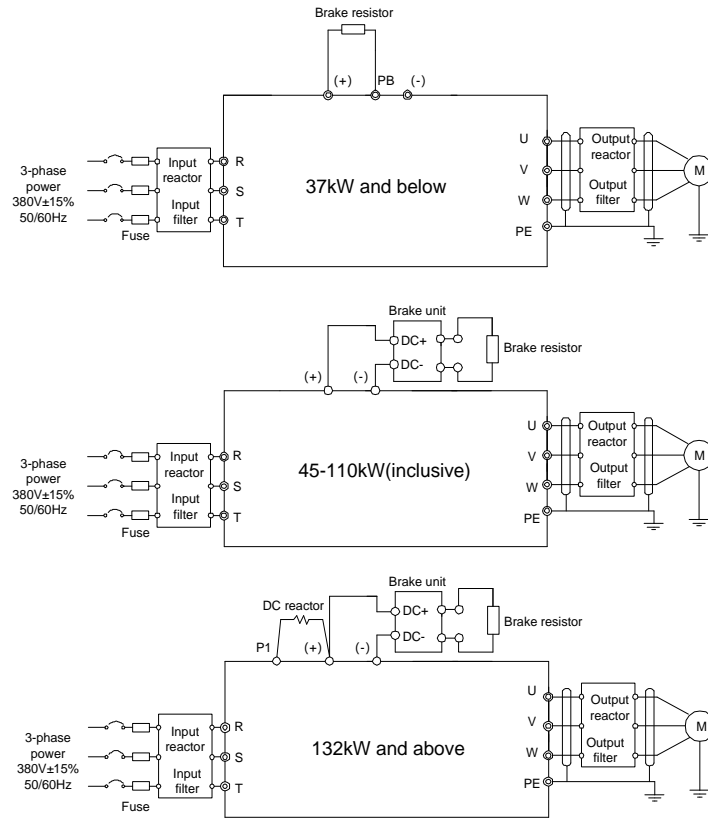 Brake resistor
(+) PB (-)
3-phase
power
380V±15%
50/60Hz
Fuse
Input
reactor
Input
filter
R
S
T
37kW and below
U
V
W
PE
Output
reactor
Output
filter
M
Brake unit
DC+
DC-
Brake resistor
(+) (-)
3-phase
power
380V±15%
50/60Hz
Fuse
Input
reactor
Input
filter
R
S
T
45-110kW(inclusive)
U
V
W
PE
Output
reactor
Output
filter
M
Brake unit
DC reactor
DC+
DC-
Brake resistor
P1 (+) (-)
3-phase
power
380V±15%
50/60Hz
Fuse
Input
reactor
Input
filter
R
S
T
132kW and above
U
V
W
PE
Output
reactor
Output
filter
M